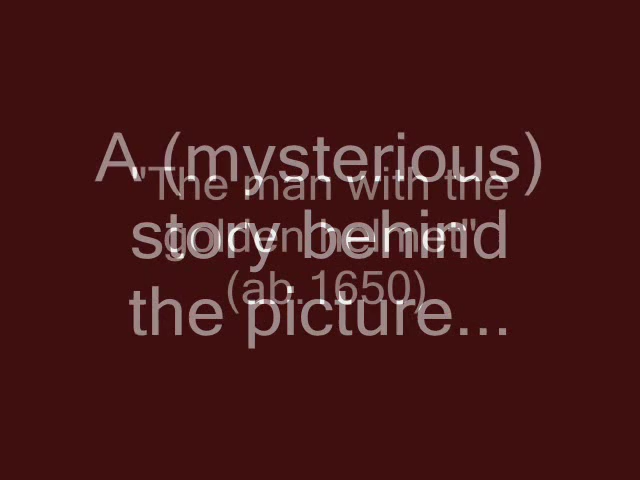 A (mysterious)
story behind
the picture...
"The man with the
golden helmet"
(ab.1650)